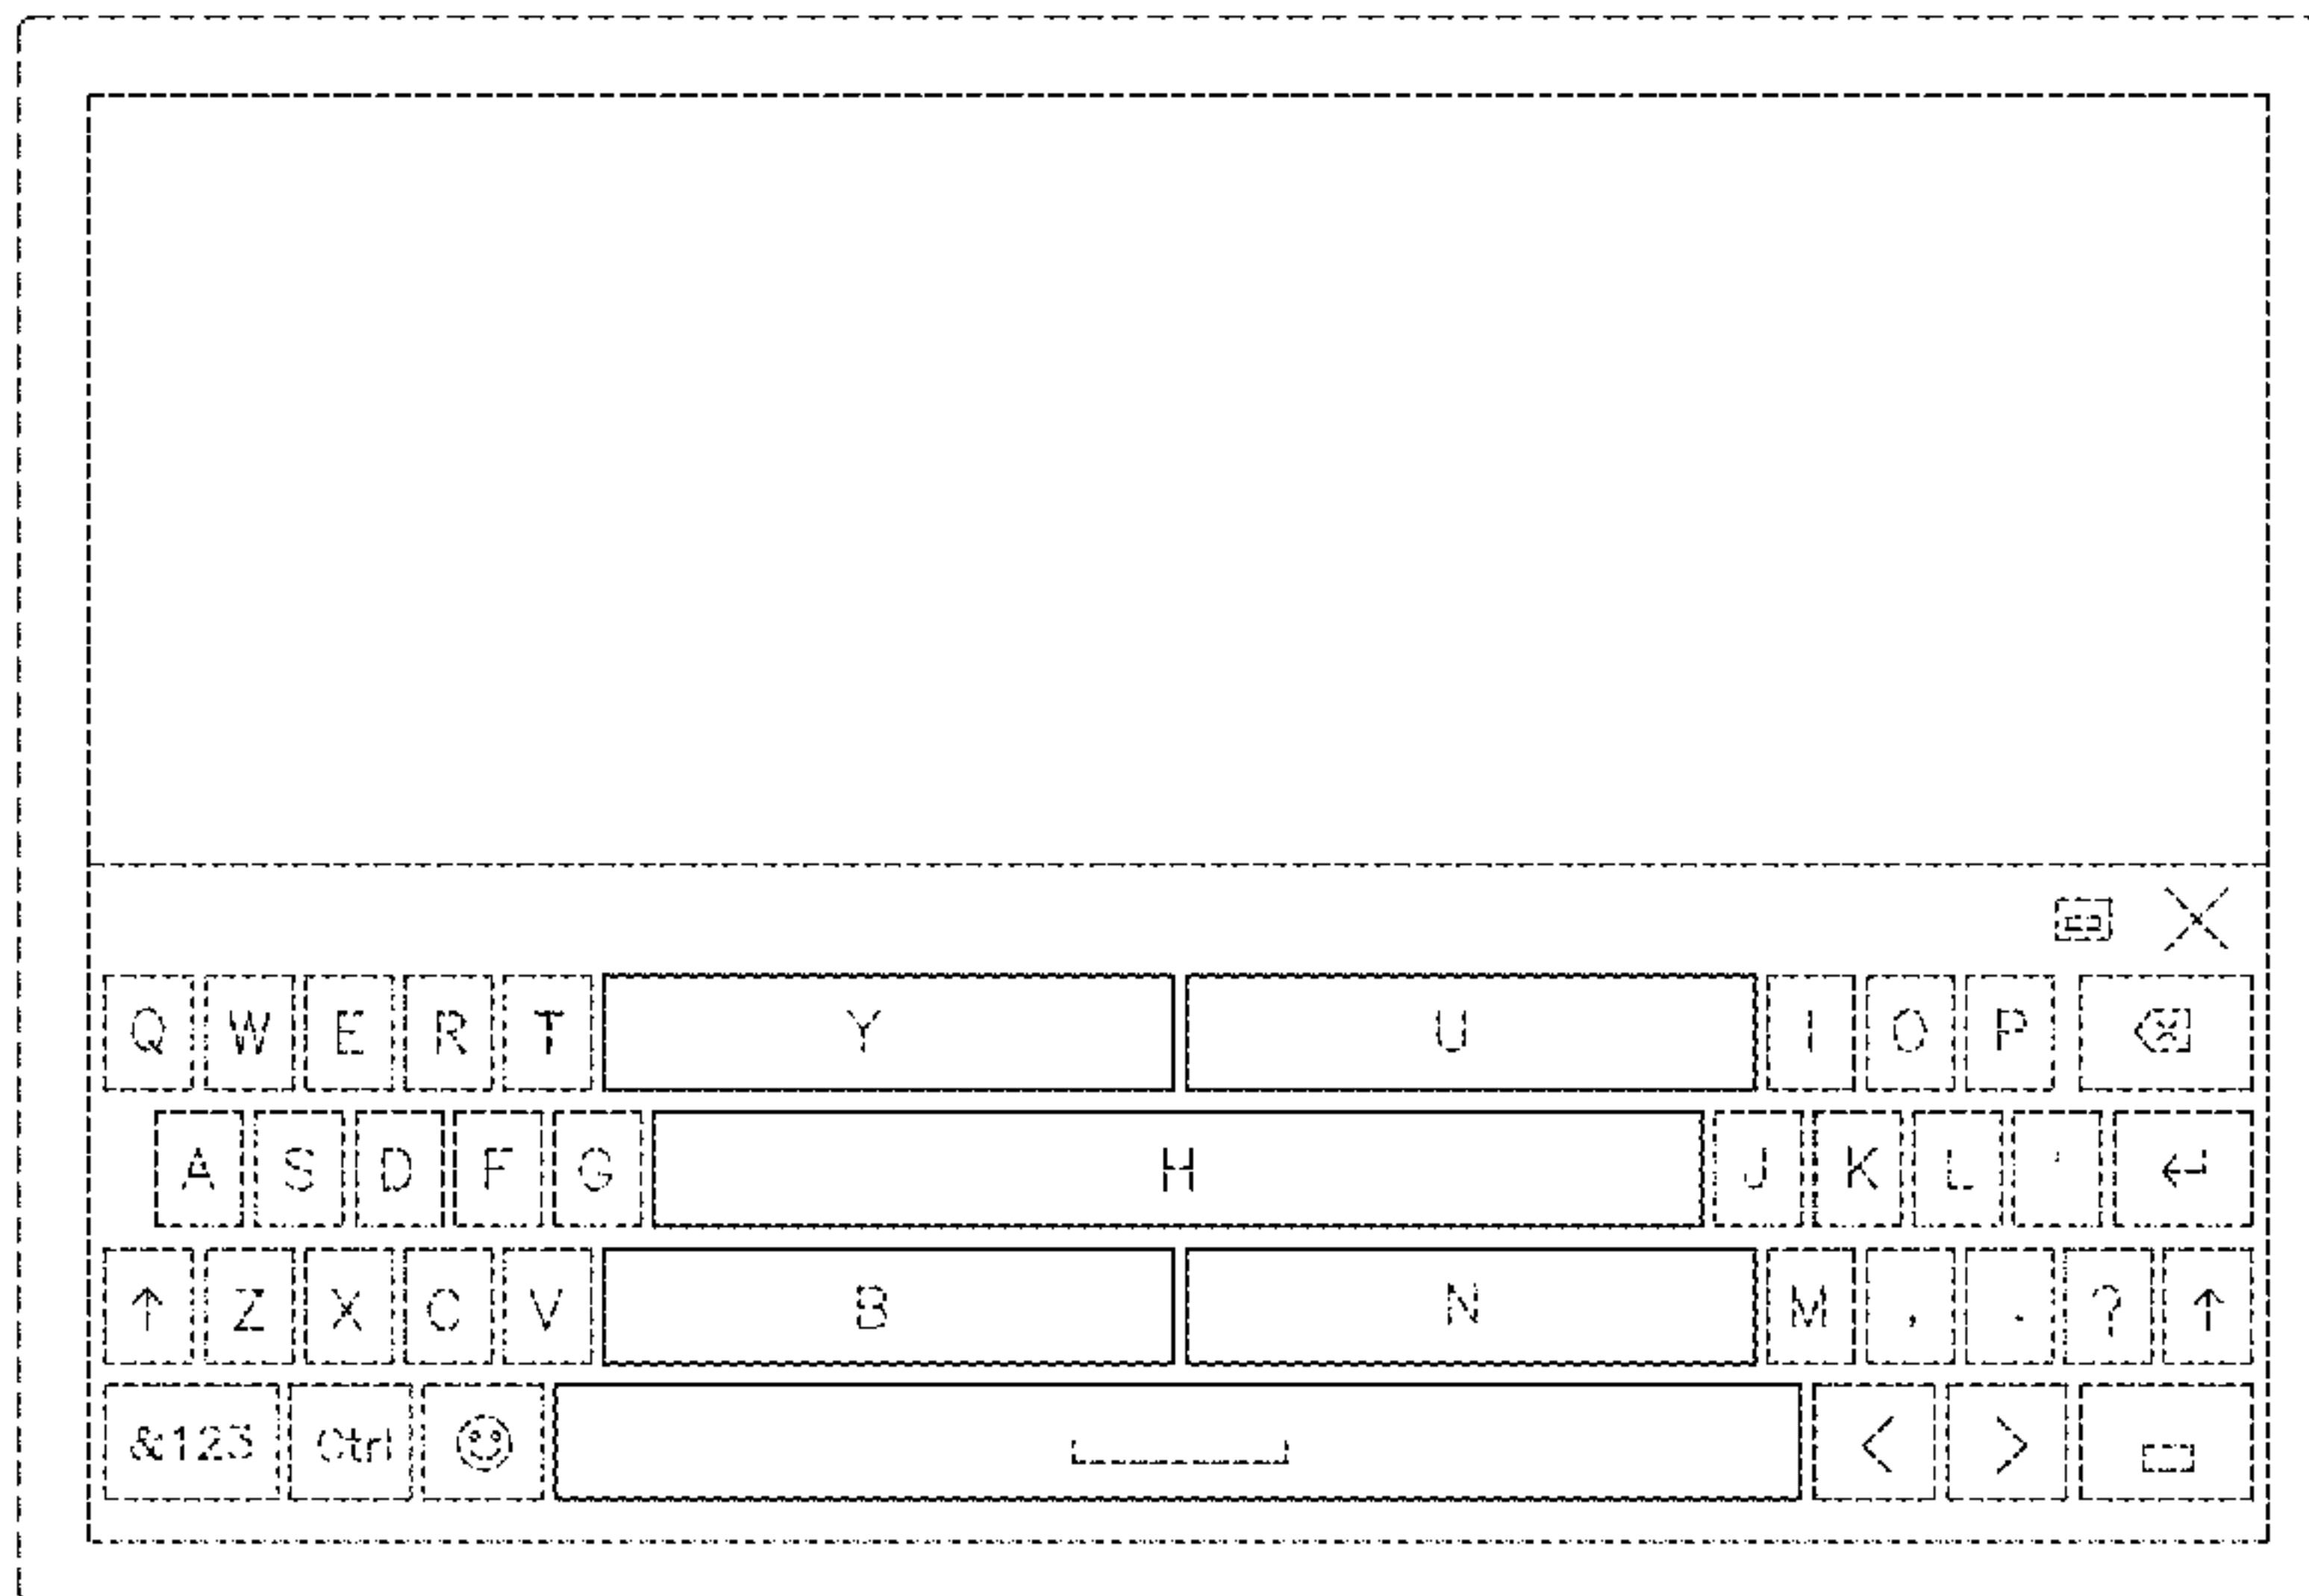 Q W E R T Y U I O P
A S D F G H J K L '
↑ Z X C V B N M , . ? ↑
&123 Ctrl < >